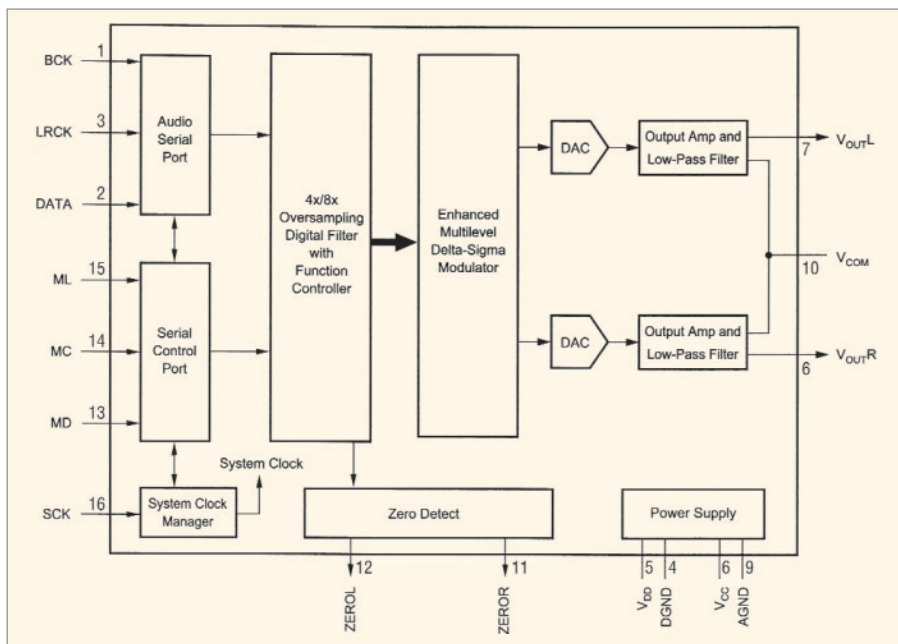 BCK 1
LRCK 3
DATA 2
ML 15
MC 14
MD 13
SCK 16
Audio
Serial
Port
Serial
Control
Port
System Clock
Manager
System Clock
4x/8x
Oversampling
Digital Filter
with
Function
Controller
Enhanced
Multilevel
Delta-Sigma
Modulator
DAC
DAC
Output Amp and
Low-Pass Filter
Output Amp and
Low-Pass Filter
7 VOUTL
10 VCOM
6 VOUTR
Zero Detect
Power Supply
12
ZEROL
11
ZEROR
5 4 6 9
VDD
DGND
VCC
AGND